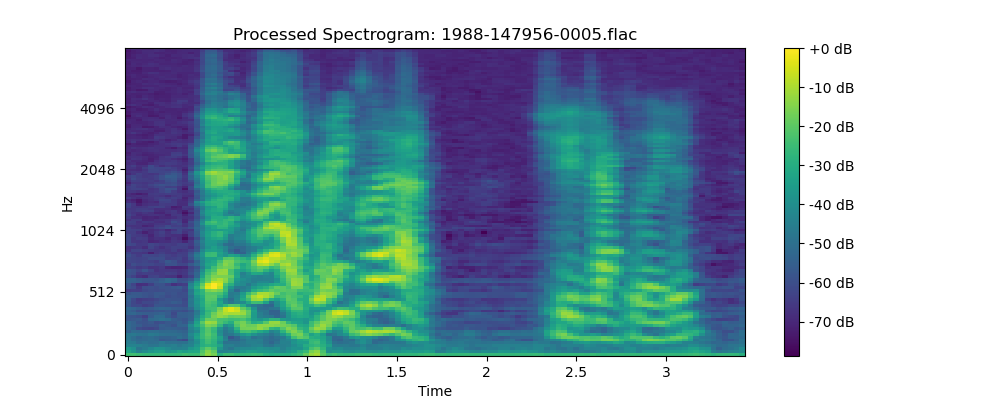 Processed Spectrogram: 1988-147956-0005.flac
+0 dB
-10 dB
-20 dB
-30 dB
-40 dB
-50 dB
-60 dB
-70 dB
4096
2048
1024
512
0
Hz
0 0.5 1 1.5 2 2.5 3
Time